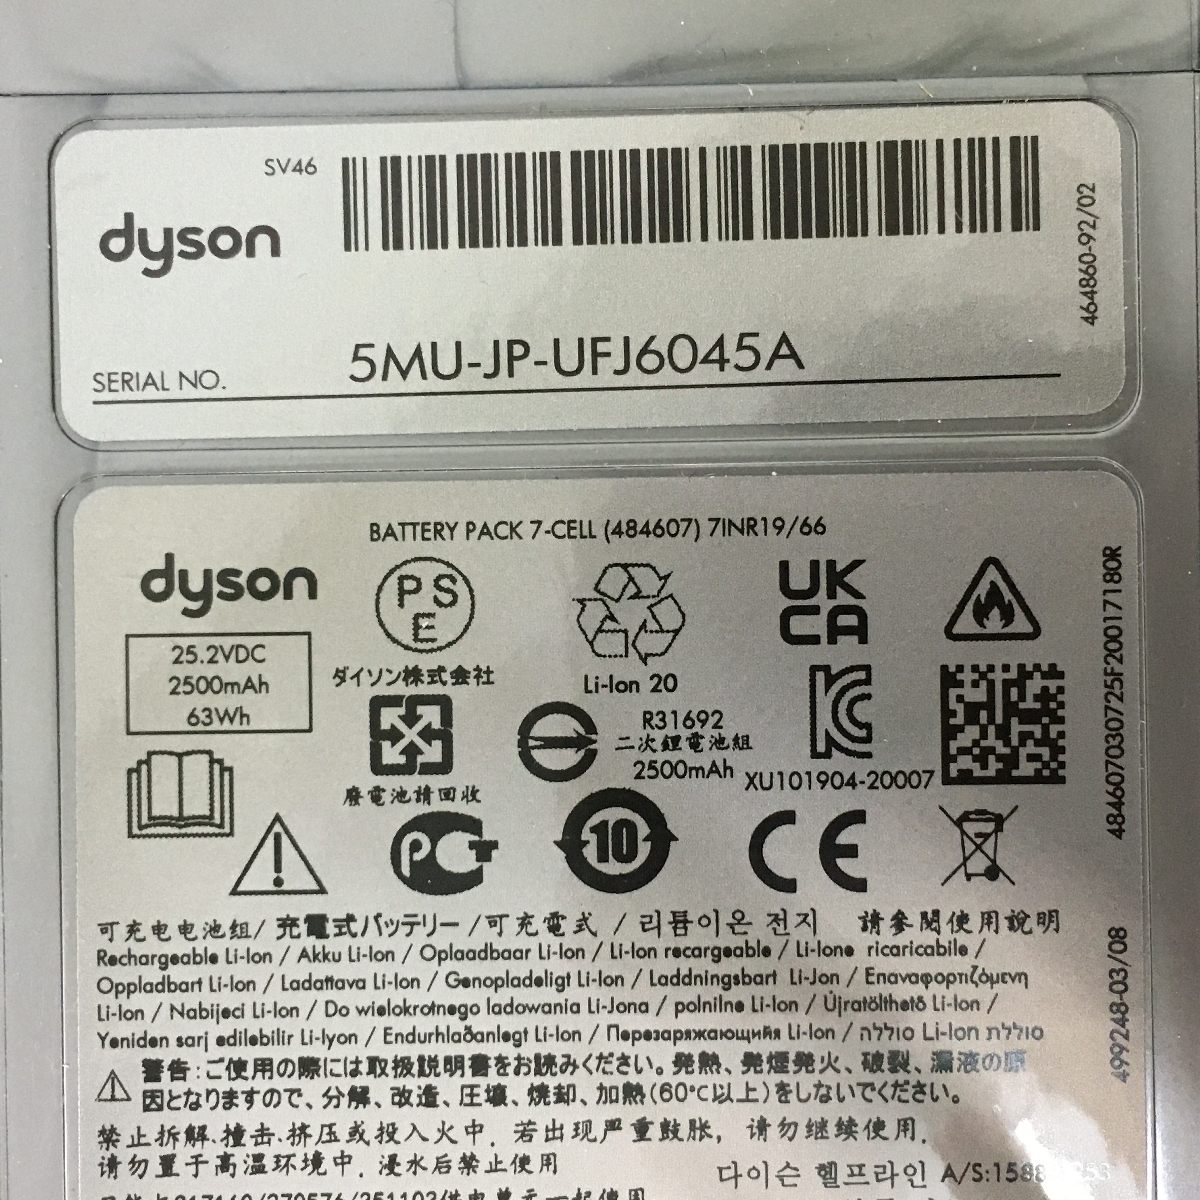 SV46
dyson
464860-92/02
SERIAL NO. 5MU-JP-UFJ6045A
BATTERY PACK 7-CELL (484607) 7INR19/66
dyson
25.2VDC
2500mAh
63Wh
PSE
ダイソン株式会社
Li-Ion 20
UK
CA
R31692
二次鋰電池組
2500mAh
XU101904-20007
廢電池請回收
10
CE
484607030725F20017180R
499248-03/08
可充电电池组/ 充電式バッテリー /可充電式 / 리튬이온 전지 請參閱使用說明
Rechargeable Li-Ion / Akku Li-Ion / Oplaadbaar Li-Ion / Li-Ion recargeable / Li-Ione ricaricabile /
Oppladbart Li-Ion / Ladattava Li-Ion / Genopladeligt Li-Ion / Laddningsbart Li-Jon / Επαναφορτιζόμενη
Li-Ion / Nabíjecí Li-Ion / Do wielokrotnego ladowania Li-Jona / polnilne Li-Ion / Újratölthető Li-Ion /
Yeniden sarj edilebilir Li-Iyon / Endurhlaðanlegt Li-Ion / Перезаряжающийя Li-Ion / סוללה Li-Ion סוללת
警告：ご使用の際には取扱説明書をお読みください。発熱、発煙発火、破裂、漏液の原
因となりますので、分解、改造、圧壊、焼却、加熱(60℃以上)をしないでください。
禁止拆解、撞击、挤压或投入火中. 若出现严重鼓胀, 请勿继续使用.
请勿置于高温环境中. 浸水后禁止使用
다이슨 헬프라인 A/S:1588